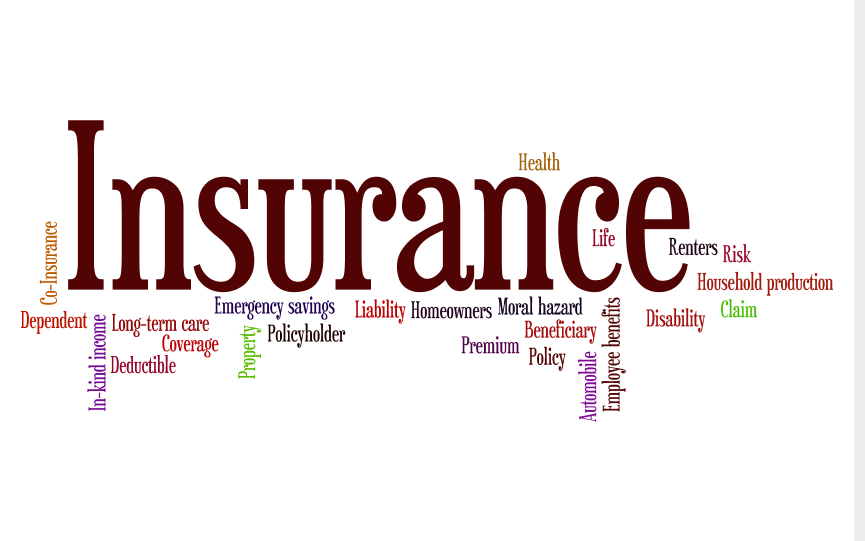 Insurance
Health
Co-Insurance
Life
Renters
Risk
Household production
Dependent
In-kind income
Long-term care
Coverage
Deductible
Emergency savings
Property
Policyholder
Liability
Homeowners
Moral hazard
Beneficiary
Premium
Policy
Automobile
Employee benefits
Disability
Claim